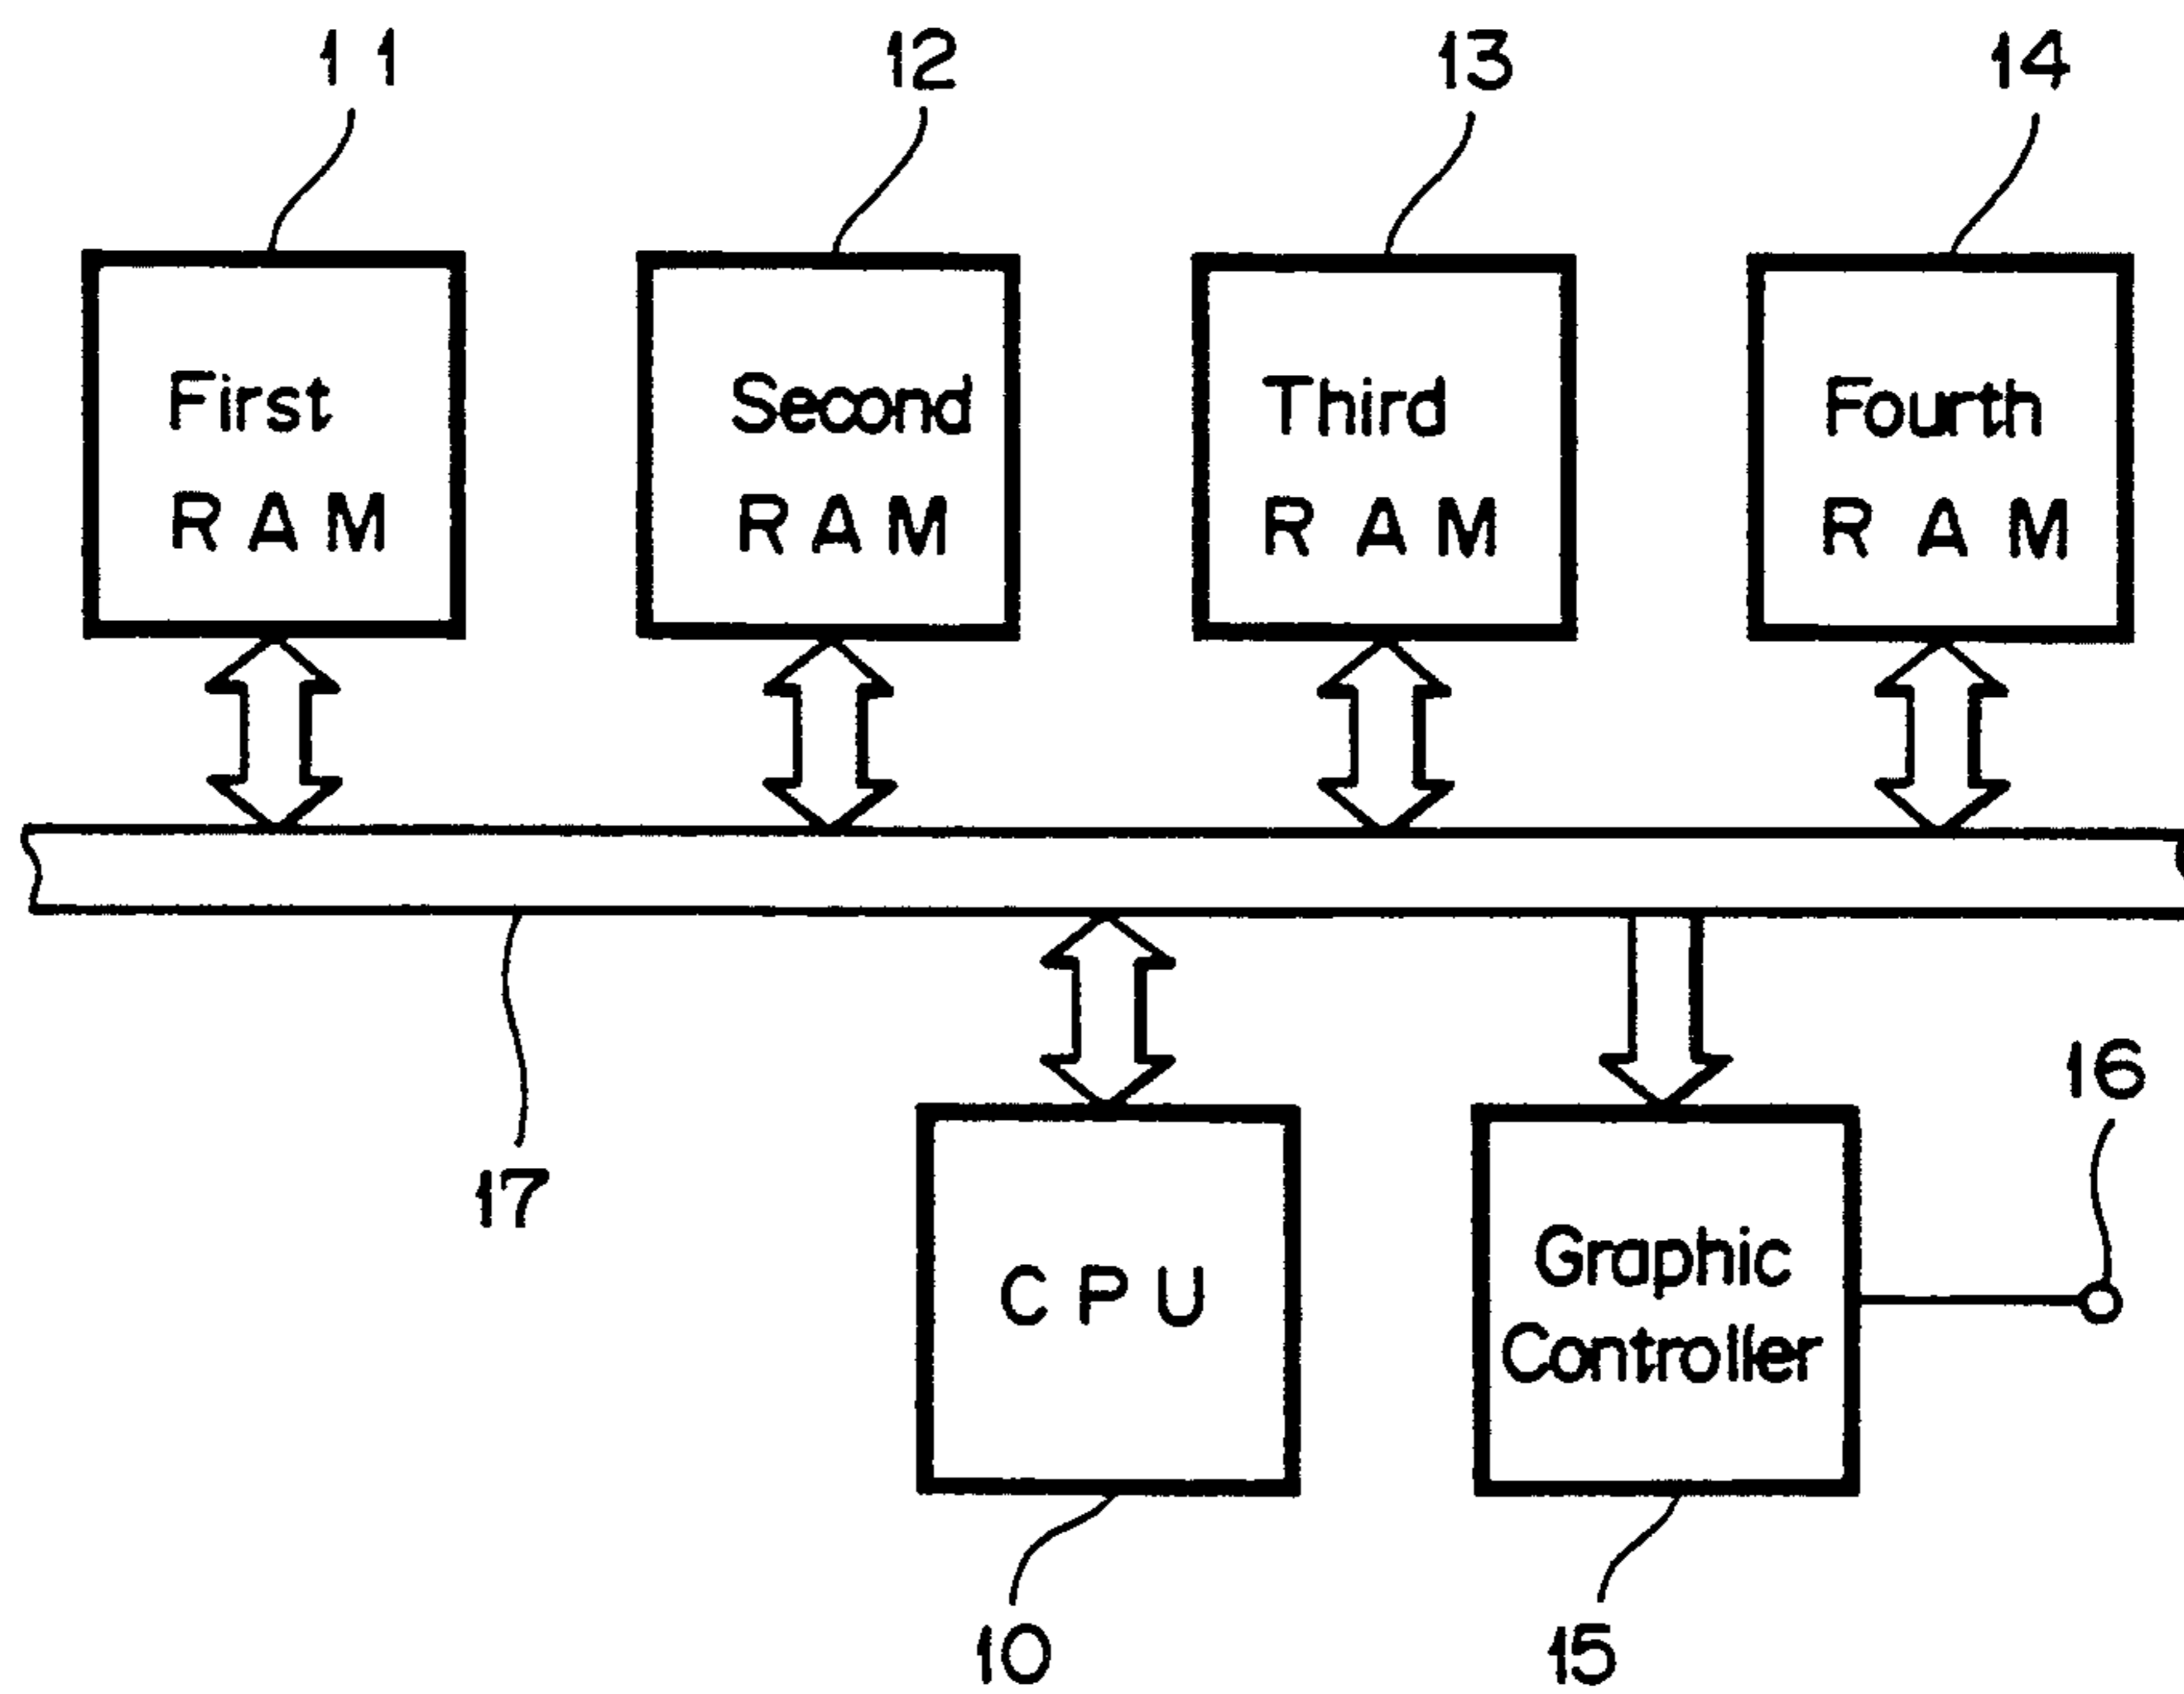 11
12
13
14
First
RAM
Second
RAM
Third
RAM
Fourth
RAM
16
17
CPU
Graphic
Controller
10
15